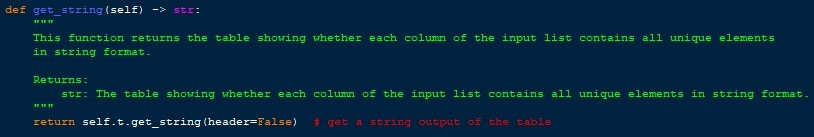 def get_string(self) -> str:
    """
    This function returns the table showing whether each column of the input list contains all unique elements
    in string format.

    Returns:
        str: The table showing whether each column of the input list contains all unique elements in string format.
    """
    return self.t.get_string(header=False)  # get a string output of the table